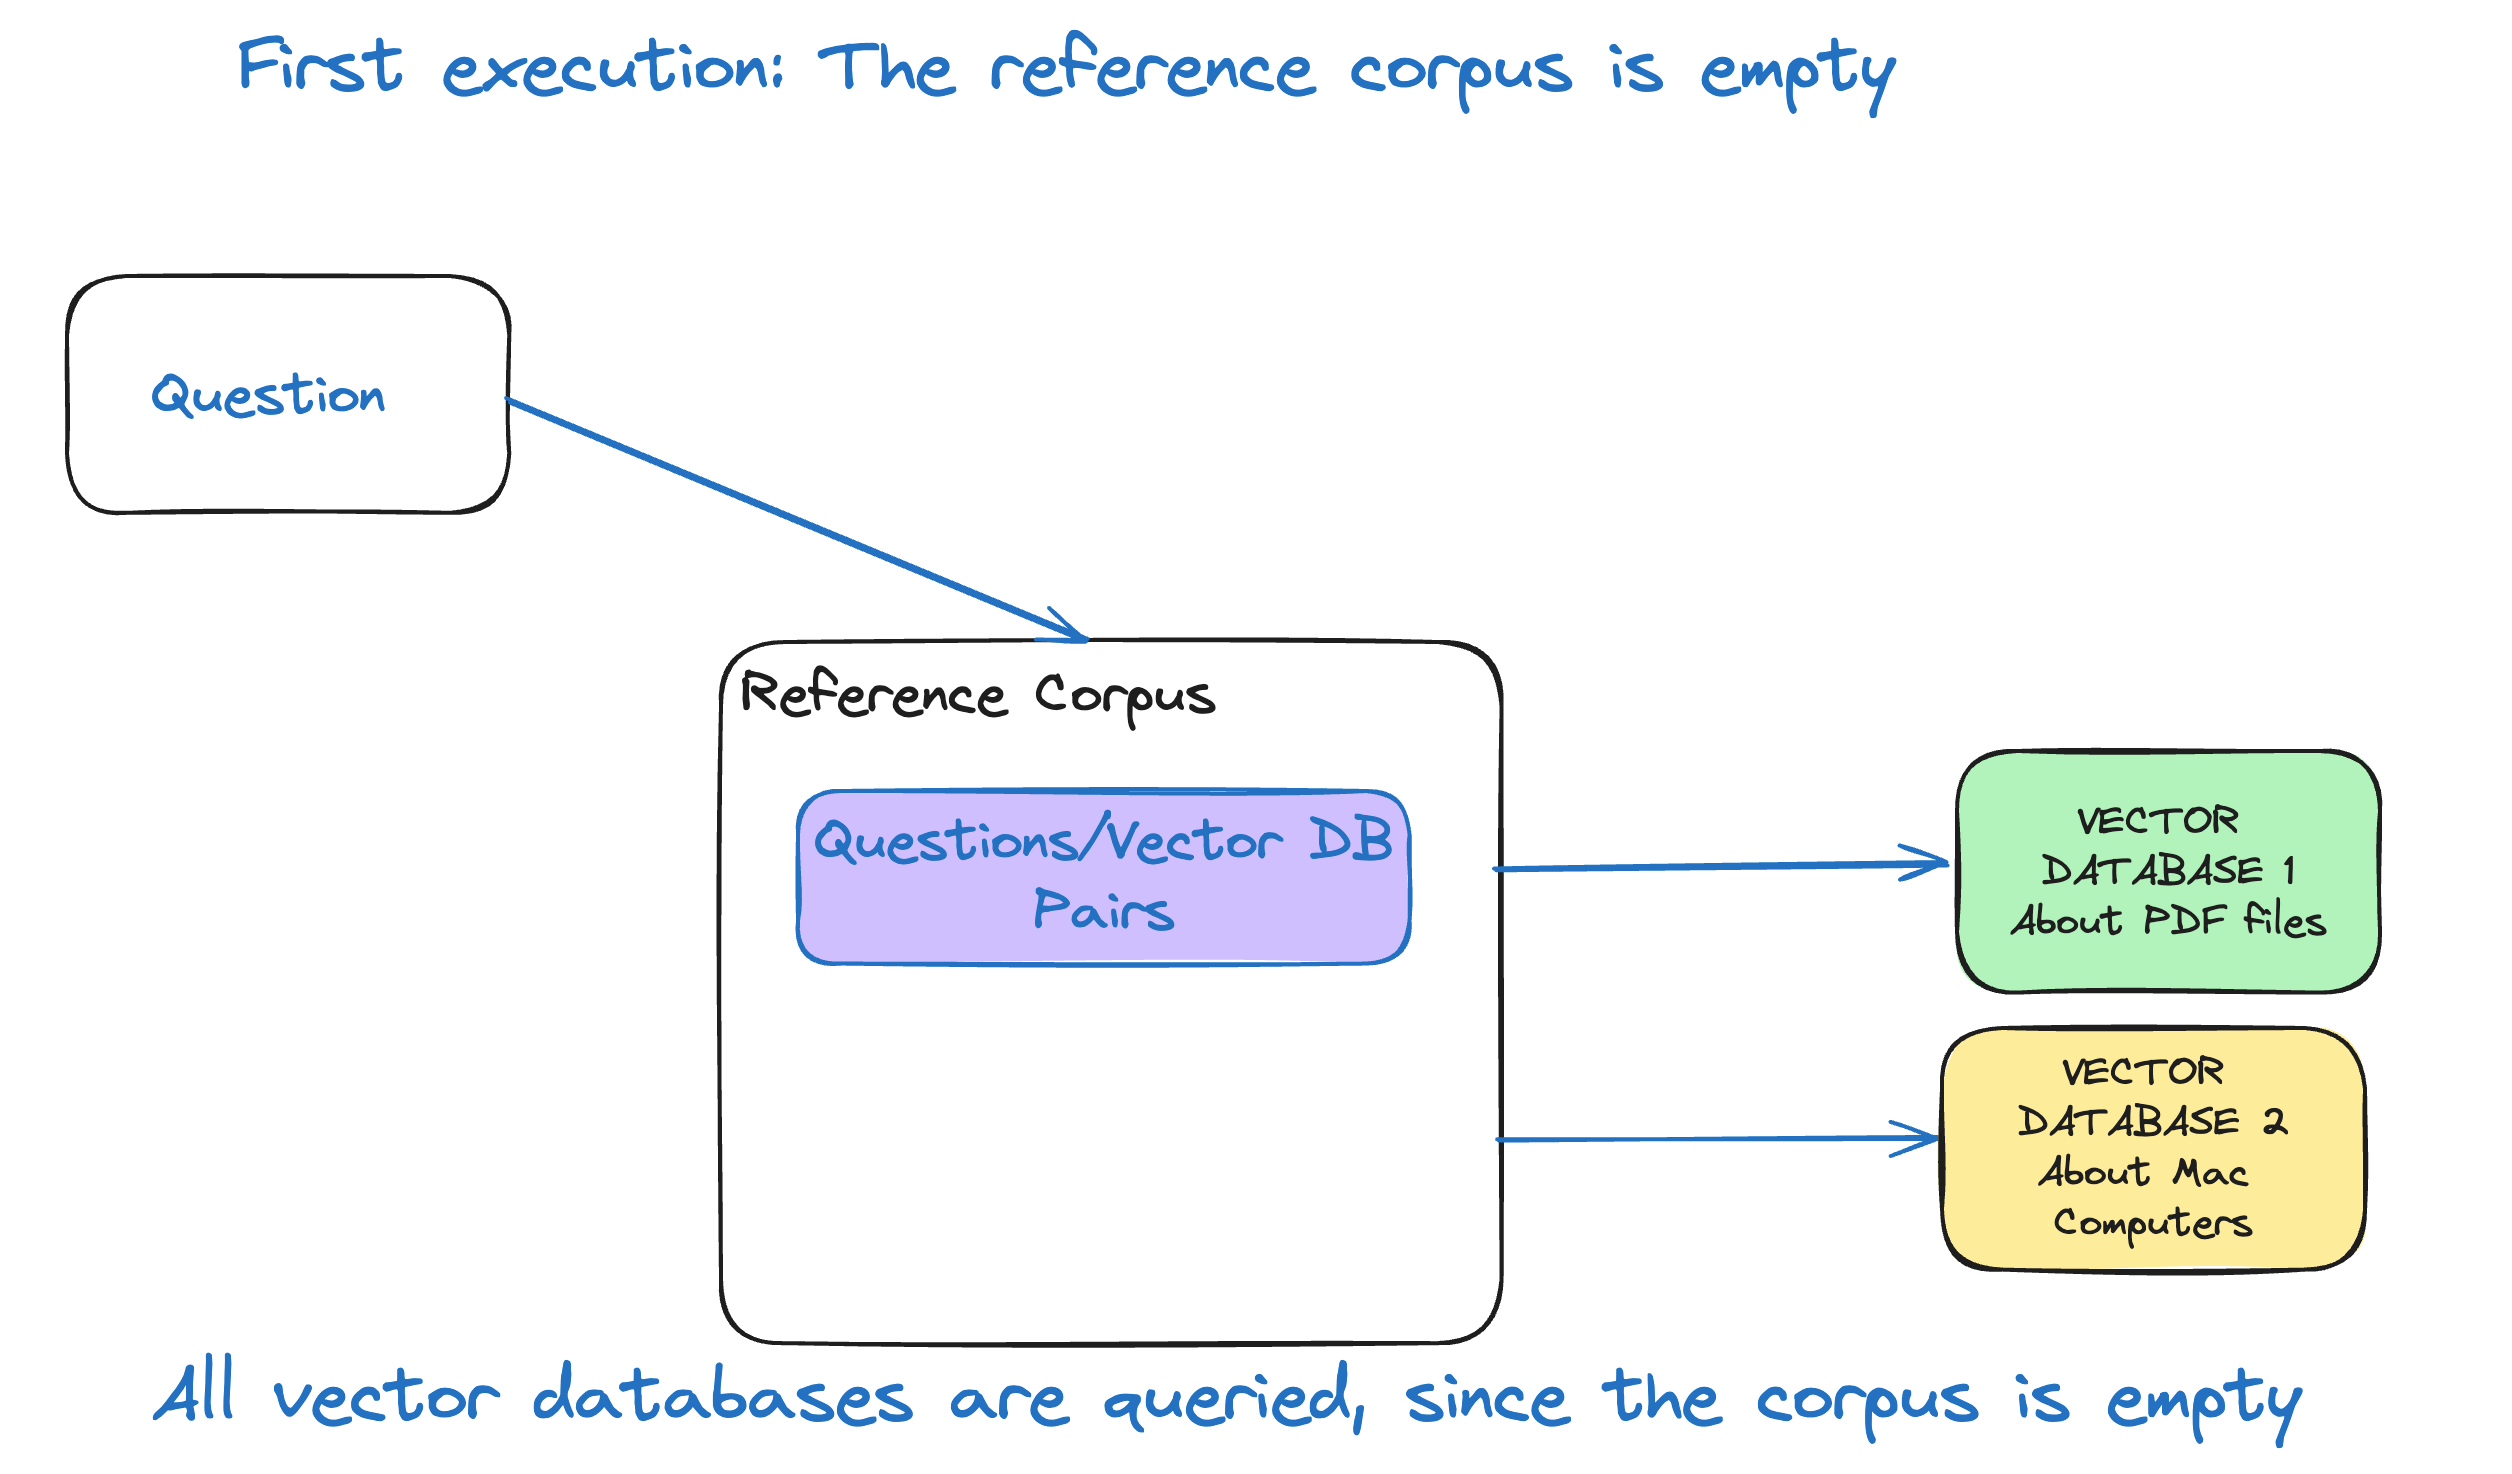 First execution: The reference corpus is empty
Question
Reference Corpus
Questions/Vector DB
Pairs
VECTOR
DATABASE 1
About PDF files
VECTOR
DATABASE 2
About Mac
Computers
All vector databases are queried, since the corpus is empty